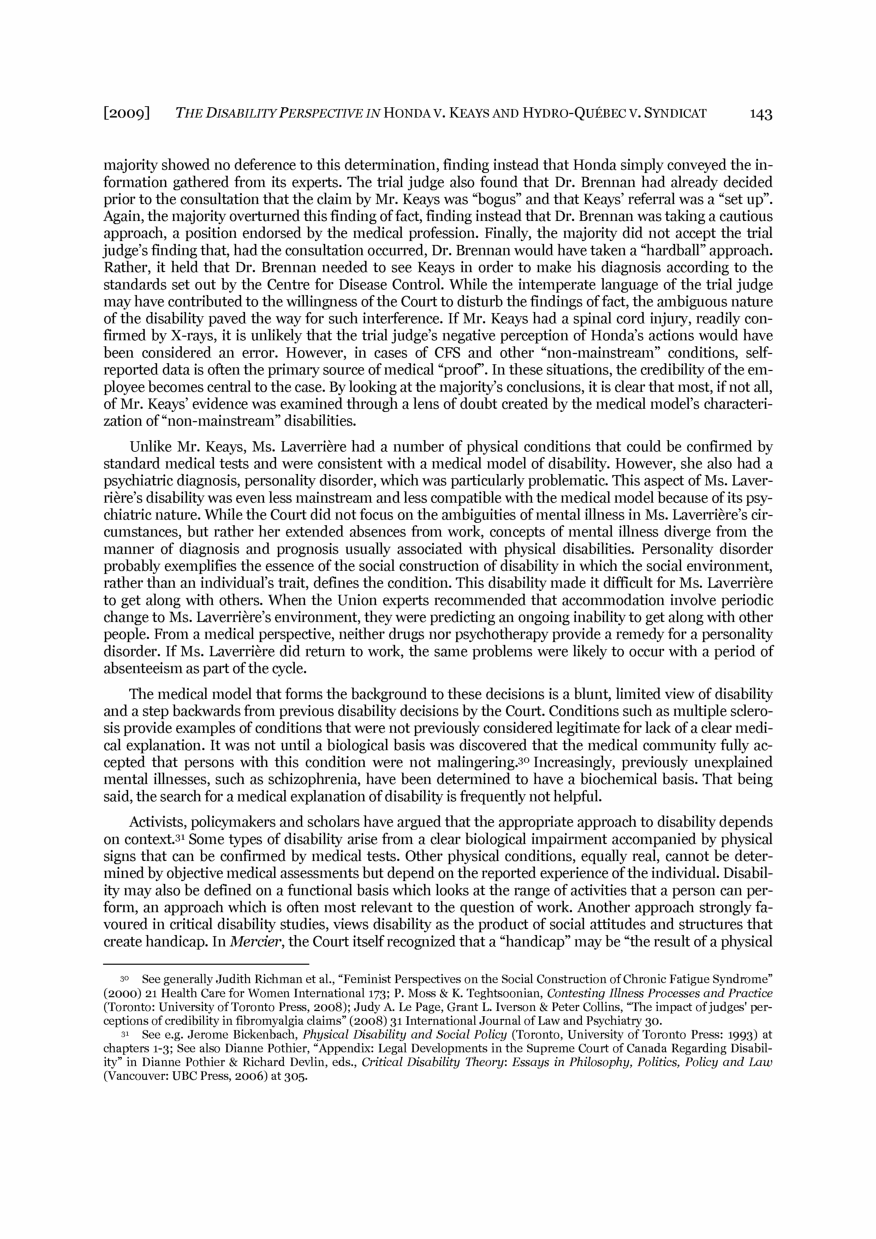 [2009] THE DISABILITY PERSPECTIVE IN HONDA V. KEAYS AND HYDRO-QUÉBEC V. SYNDICAT 143
majority showed no deference to this determination, finding instead that Honda simply conveyed the in-
formation gathered from its experts. The trial judge also found that Dr. Brennan had already decided
prior to the consultation that the claim by Mr. Keays was “bogus” and that Keays’ referral was a “set up”.
Again, the majority overturned this finding of fact, finding instead that Dr. Brennan was taking a cautious
approach, a position endorsed by the medical profession. Finally, the majority did not accept the trial
judge’s finding that, had the consultation occurred, Dr. Brennan would have taken a “hardball” approach.
Rather, it held that Dr. Brennan needed to see Keays in order to make his diagnosis according to the
standards set out by the Centre for Disease Control. While the intemperate language of the trial judge
may have contributed to the willingness of the Court to disturb the findings of fact, the ambiguous nature
of the disability paved the way for such interference. If Mr. Keays had a spinal cord injury, readily con-
firmed by X-rays, it is unlikely that the trial judge’s negative perception of Honda’s actions would have
been considered an error. However, in cases of CFS and other “non-mainstream” conditions, self-
reported data is often the primary source of medical “proof”. In these situations, the credibility of the em-
ployee becomes central to the case. By looking at the majority’s conclusions, it is clear that most, if not all,
of Mr. Keays’ evidence was examined through a lens of doubt created by the medical model’s characteri-
zation of “non-mainstream” disabilities.
Unlike Mr. Keays, Ms. Laverrière had a number of physical conditions that could be confirmed by
standard medical tests and were consistent with a medical model of disability. However, she also had a
psychiatric diagnosis, personality disorder, which was particularly problematic. This aspect of Ms. Laver-
rière’s disability was even less mainstream and less compatible with the medical model because of its psy-
chiatric nature. While the Court did not focus on the ambiguities of mental illness in Ms. Laverrière’s cir-
cumstances, but rather her extended absences from work, concepts of mental illness diverge from the
manner of diagnosis and prognosis usually associated with physical disabilities. Personality disorder
probably exemplifies the essence of the social construction of disability in which the social environment,
rather than an individual’s trait, defines the condition. This disability made it difficult for Ms. Laverrière
to get along with others. When the Union experts recommended that accommodation involve periodic
change to Ms. Laverrière’s environment, they were predicting an ongoing inability to get along with other
people. From a medical perspective, neither drugs nor psychotherapy provide a remedy for a personality
disorder. If Ms. Laverrière did return to work, the same problems were likely to occur with a period of
absenteeism as part of the cycle.
The medical model that forms the background to these decisions is a blunt, limited view of disability
and a step backwards from previous disability decisions by the Court. Conditions such as multiple sclero-
sis provide examples of conditions that were not previously considered legitimate for lack of a clear medi-
cal explanation. It was not until a biological basis was discovered that the medical community fully ac-
cepted that persons with this condition were not malingering.30 Increasingly, previously unexplained
mental illnesses, such as schizophrenia, have been determined to have a biochemical basis. That being
said, the search for a medical explanation of disability is frequently not helpful.
Activists, policymakers and scholars have argued that the appropriate approach to disability depends
on context.31 Some types of disability arise from a clear biological impairment accompanied by physical
signs that can be confirmed by medical tests. Other physical conditions, equally real, cannot be deter-
mined by objective medical assessments but depend on the reported experience of the individual. Disabil-
ity may also be defined on a functional basis which looks at the range of activities that a person can per-
form, an approach which is often most relevant to the question of work. Another approach strongly fa-
voured in critical disability studies, views disability as the product of social attitudes and structures that
create handicap. In Mercier, the Court itself recognized that a “handicap” may be “the result of a physical
30 See generally Judith Richman et al., “Feminist Perspectives on the Social Construction of Chronic Fatigue Syndrome”
(2000) 21 Health Care for Women International 173; P. Moss & K. Teghtsoonian, Contesting Illness Processes and Practice
(Toronto: University of Toronto Press, 2008); Judy A. Le Page, Grant L. Iverson & Peter Collins, “The impact of judges' per-
ceptions of credibility in fibromyalgia claims” (2008) 31 International Journal of Law and Psychiatry 30.
31 See e.g. Jerome Bickenbach, Physical Disability and Social Policy (Toronto, University of Toronto Press: 1993) at
chapters 1-3; See also Dianne Pothier, “Appendix: Legal Developments in the Supreme Court of Canada Regarding Disabil-
ity” in Dianne Pothier & Richard Devlin, eds., Critical Disability Theory: Essays in Philosophy, Politics, Policy and Law
(Vancouver: UBC Press, 2006) at 305.